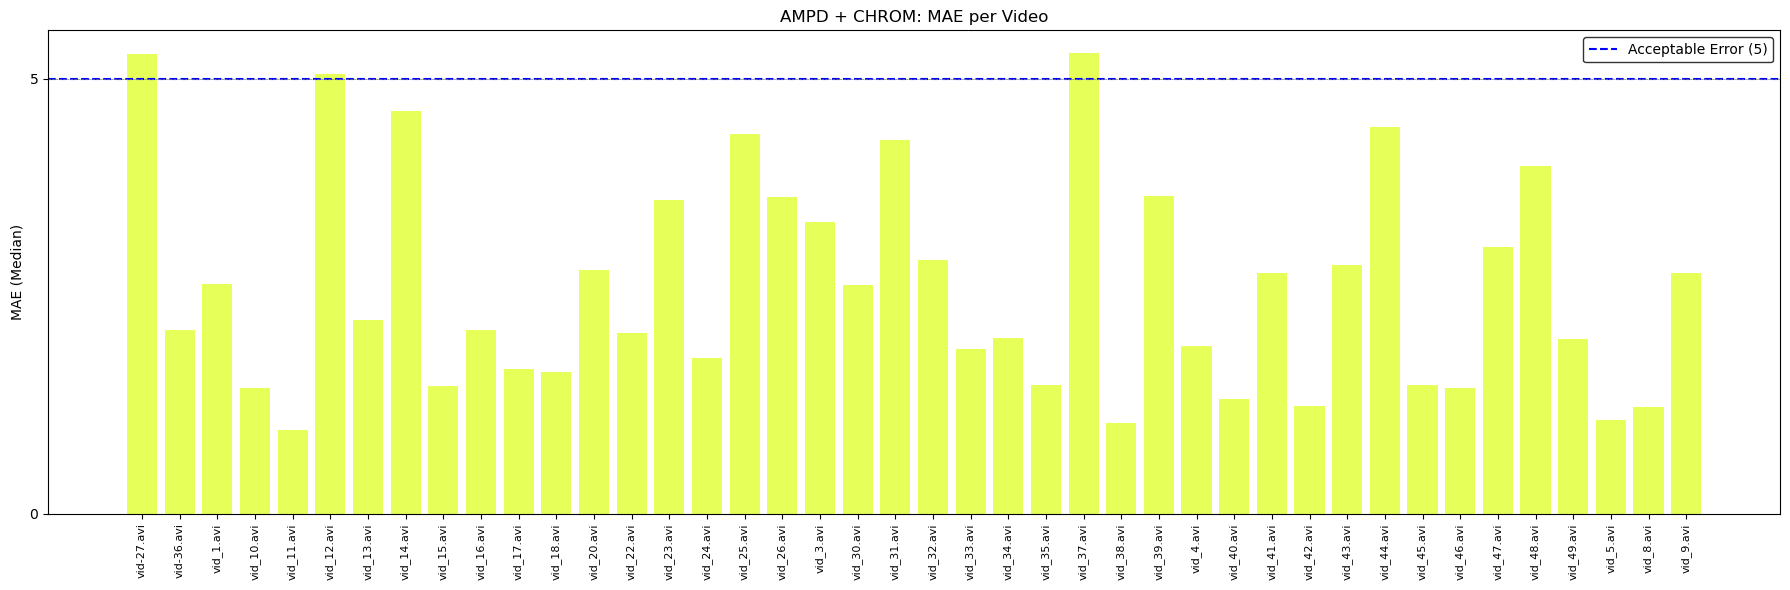 AMPD + CHROM: MAE per Video
Acceptable Error (5)
MAE (Median)
5
0
vid-27.avi
vid-36.avi
vid_1.avi
vid_10.avi
vid_11.avi
vid_12.avi
vid_13.avi
vid_14.avi
vid_15.avi
vid_16.avi
vid_17.avi
vid_18.avi
vid_20.avi
vid_22.avi
vid_23.avi
vid_24.avi
vid_25.avi
vid_26.avi
vid_3.avi
vid_30.avi
vid_31.avi
vid_32.avi
vid_33.avi
vid_34.avi
vid_35.avi
vid_37.avi
vid_38.avi
vid_39.avi
vid_4.avi
vid_40.avi
vid_41.avi
vid_42.avi
vid_43.avi
vid_44.avi
vid_45.avi
vid_46.avi
vid_47.avi
vid_48.avi
vid_49.avi
vid_5.avi
vid_8.avi
vid_9.avi